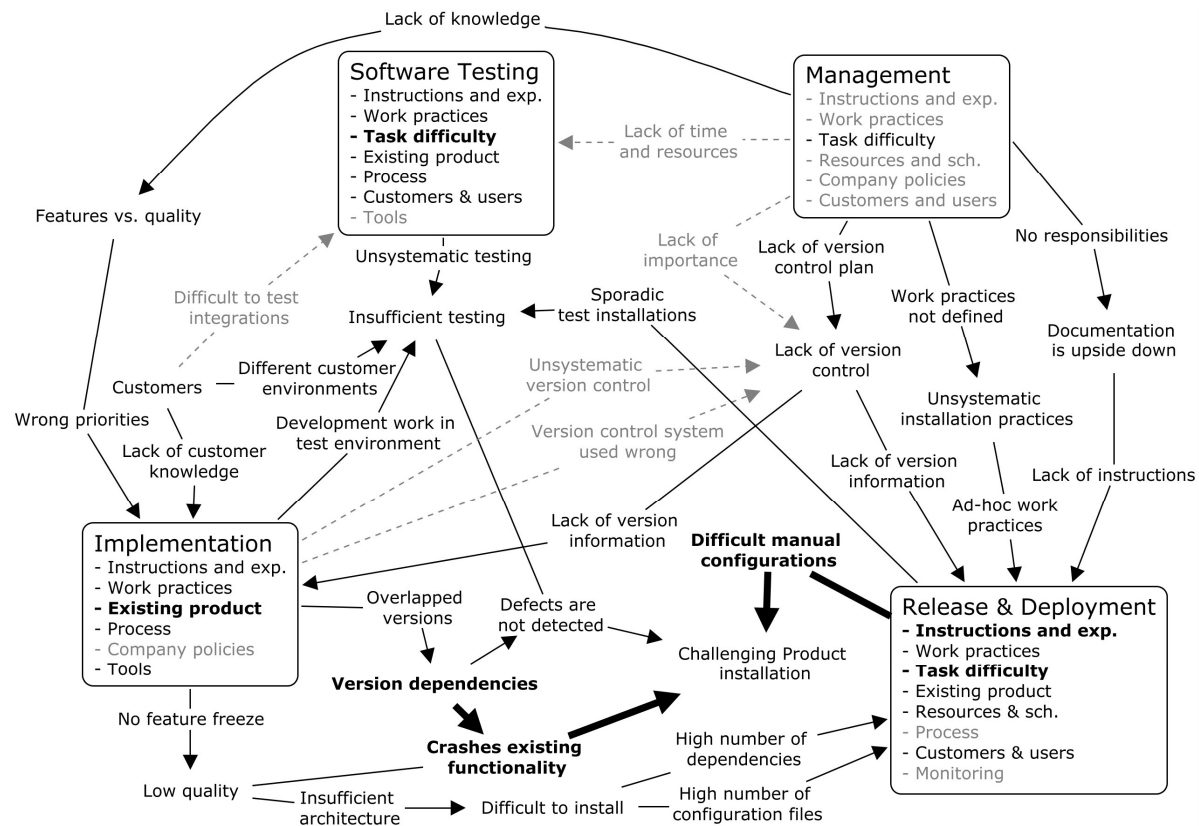 Lack of knowledge
Software Testing
- Instructions and exp.
- Work practices
- Task difficulty
- Existing product
- Process
- Customers & users
- Tools
Management
- Instructions and exp.
- Work practices
- Task difficulty
- Resources and sch.
- Company policies
- Customers and users
Lack of time
and resources
Features vs. quality
Unsystematic testing
Lack of
importance
Lack of version
control plan
No responsibilities
Difficult to test
integrations
Insufficient testing
Sporadic
test installations
Work practices
not defined
Documentation
is upside down
Lack of version
control
Different customer
environments
Unsystematic
version control
Customers
Wrong priorities
Development work in
test environment
Version control system
used wrong
Unsystematic
installation practices
Lack of customer
knowledge
Lack of version
information
Lack of instructions
Ad-hoc work
practices
Lack of version
information
Difficult manual
configurations
Implementation
- Instructions and exp.
- Work practices
- Existing product
- Process
- Company policies
- Tools
Overlapped
versions
Defects are
not detected
Release & Deployment
- Instructions and exp.
- Work practices
- Task difficulty
- Existing product
- Resources & sch.
- Process
- Customers & users
- Monitoring
Challenging Product
installation
Version dependencies
No feature freeze
Crashes existing
functionality
High number of
dependencies
Low quality
Insufficient
architecture
Difficult to install
High number of
configuration files